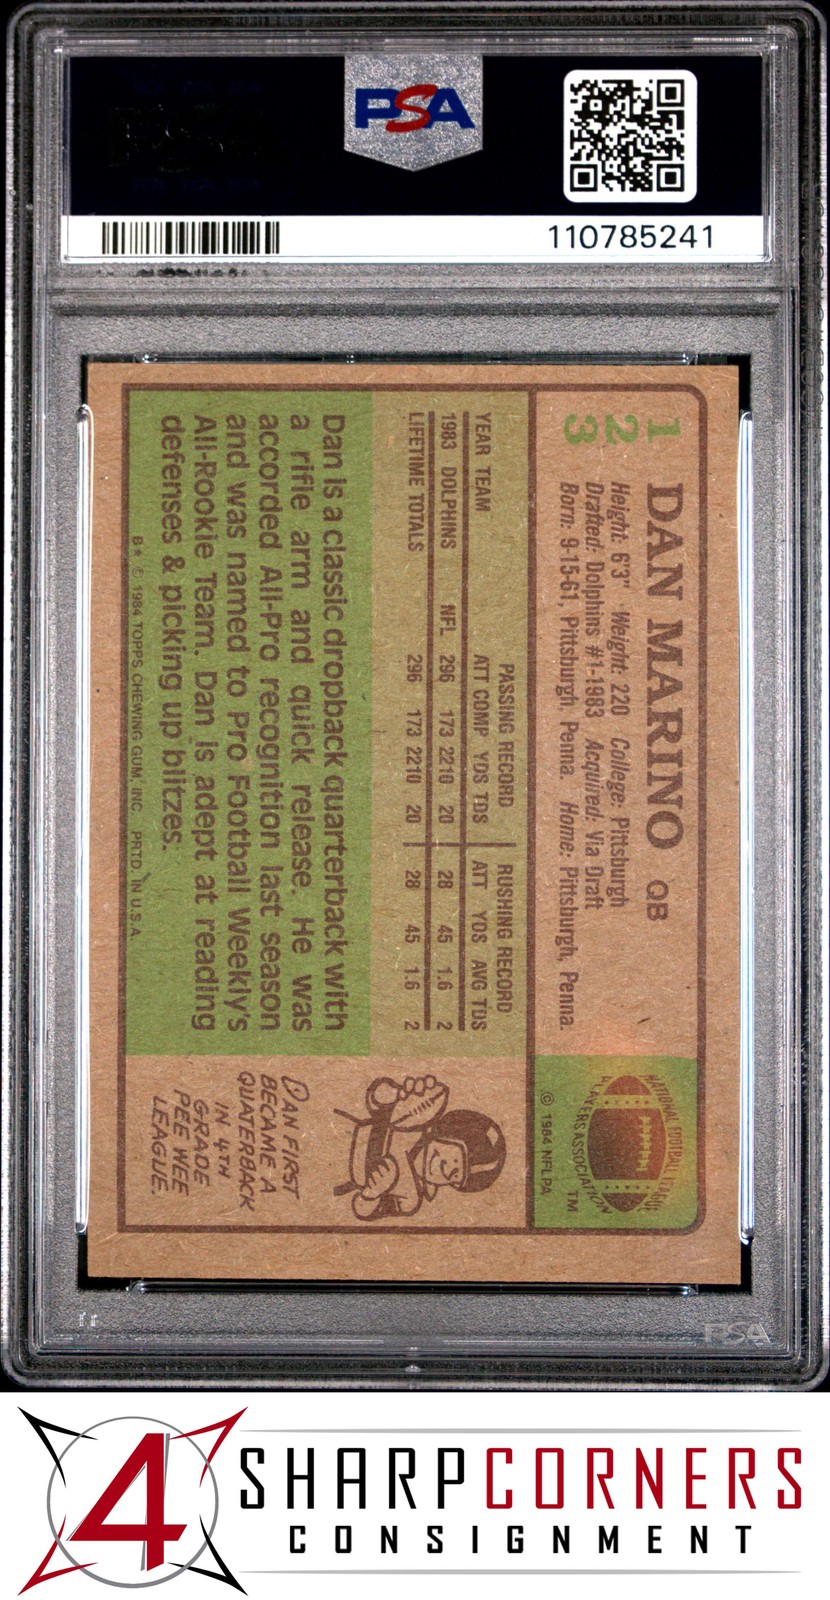 PSA
110785241
123
DAN MARINO QB
Height: 6'3" Weight: 220 College: Pittsburgh
Drafted: Dolphins #1-1983 Acquired: Via Draft
Born: 9-15-61, Pittsburgh, Penna. Home: Pittsburgh, Penna.
NATIONAL FOOTBALL LEAGUE
PLAYERS ASSOCIATION
TM
© 1984 NFLPA
PASSING RECORD RUSHING RECORD
YEAR TEAM ATT COMP YDS TDS ATT YDS AVG TDS
1983 DOLPHINS NFL 296 173 2210 20 28 45 1.6 2
LIFETIME TOTALS 296 173 2210 20 28 45 1.6 2
Dan is a classic dropback quarterback with
a rifle arm and quick release. He was
accorded All-Pro recognition last season
and was named to Pro Football Weekly's
All-Rookie Team. Dan is adept at reading
defenses & picking up blitzes.
B* © 1984 TOPPS CHEWING GUM, INC. PRTD. IN U.S.A.
DAN FIRST
BECAME A
QUATERBACK
IN 4TH
GRADE
PEE WEE
LEAGUE.
PSA
4
SHARPCORNERS
CONSIGNMENT